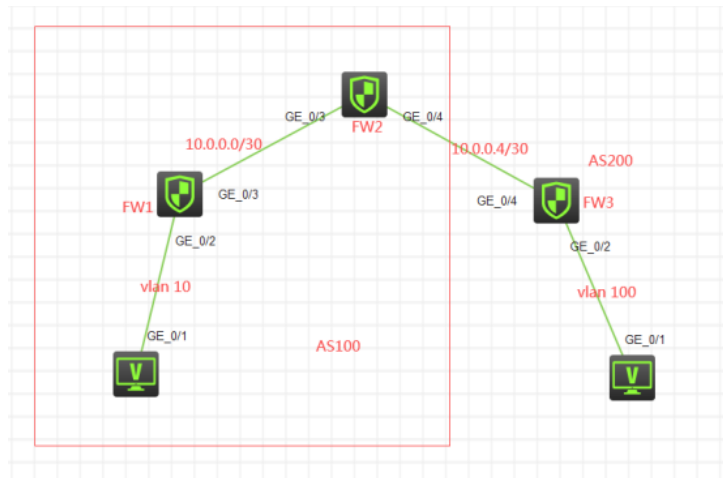 GE_0/3
GE_0/4
FW2
10.0.0.0/30
10.0.0.4/30
AS200
FW1
GE_0/3
GE_0/4
FW3
GE_0/2
GE_0/2
vlan 10
vlan 100
GE_0/1
AS100
GE_0/1
V
V